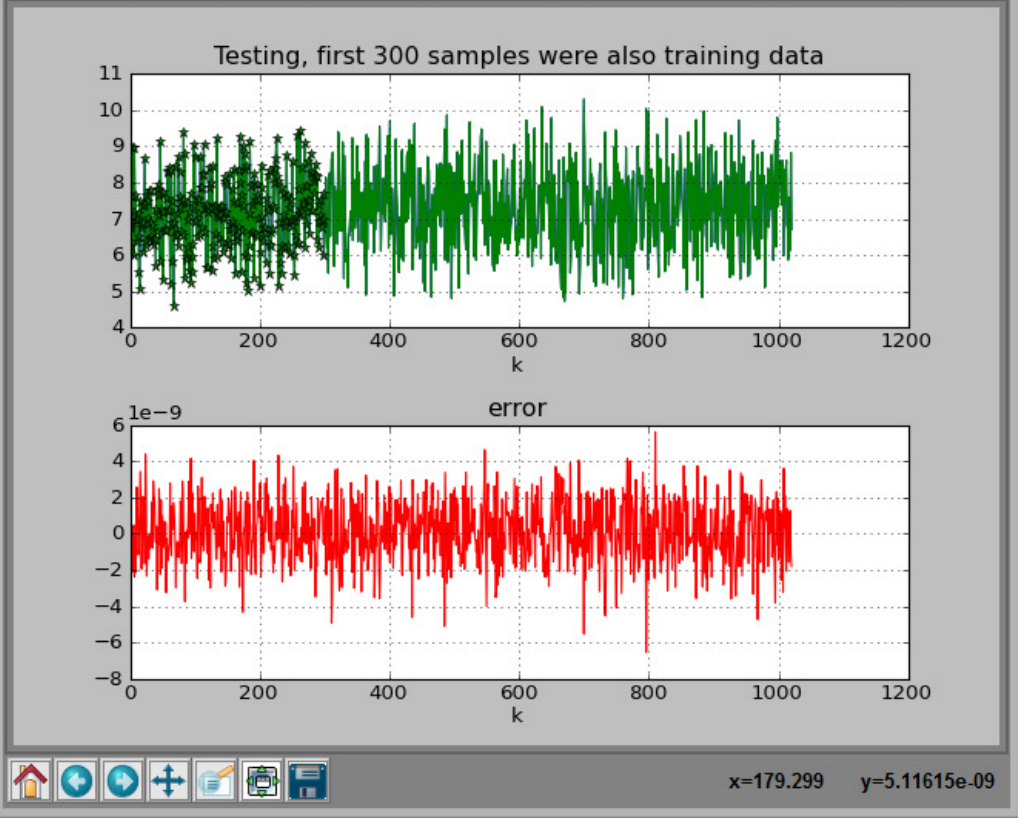 Testing, first 300 samples were also training data
11
10
9
8
7
6
5
4
0 200 400 600 800 1000 1200
k
error
1e−9
6
4
2
0
−2
−4
−6
−8
0 200 400 600 800 1000 1200
k
x=179.299 y=5.11615e-09